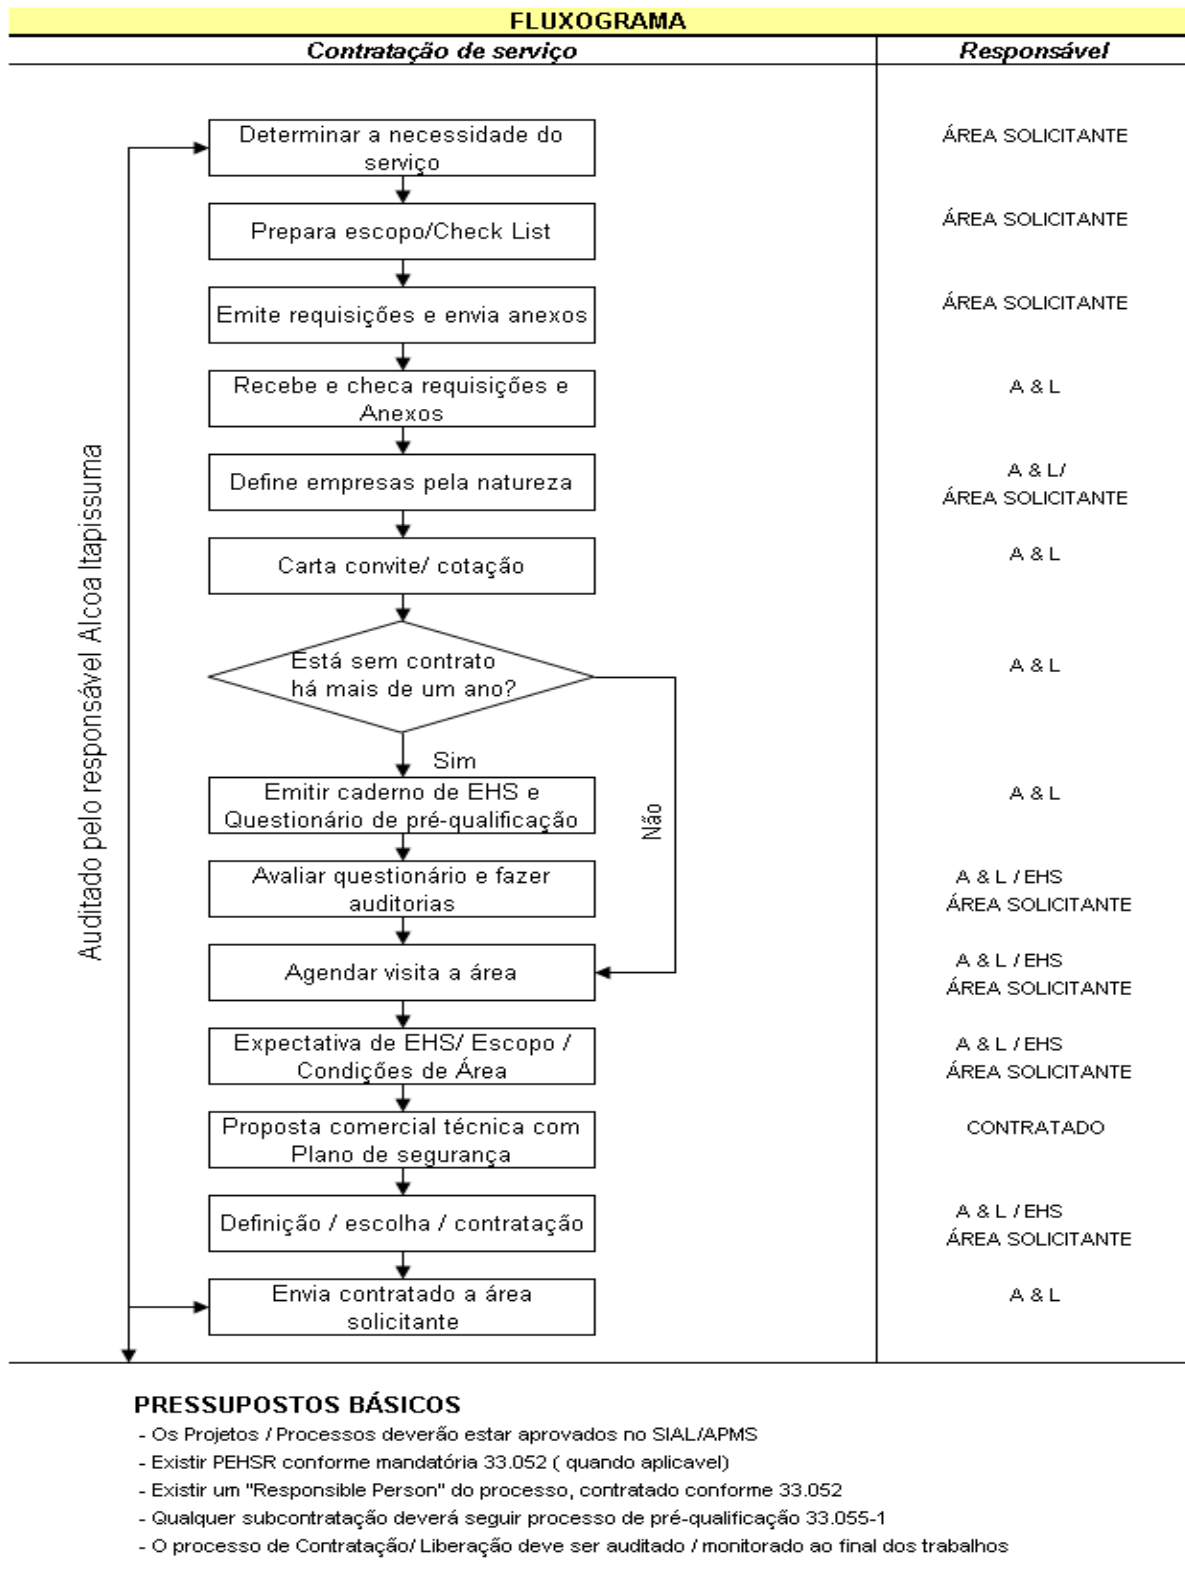 FLUXOGRAMA
Contratação de serviço
Responsável
Determinar a necessidade do
serviço
ÁREA SOLICITANTE
Prepara escopo/Check List
ÁREA SOLICITANTE
Emite requisições e envia anexos
ÁREA SOLICITANTE
Recebe e checa requisições e
Anexos
A & L
Define empresas pela natureza
A & L/
ÁREA SOLICITANTE
Carta convite/ cotação
A & L
Está sem contrato
há mais de um ano?
A & L
Sim
Não
Emitir caderno de EHS e
Questionário de pré-qualificação
A & L
Avaliar questionário e fazer
auditorias
A & L / EHS
ÁREA SOLICITANTE
Agendar visita a área
A & L / EHS
ÁREA SOLICITANTE
Expectativa de EHS/ Escopo /
Condições de Área
A & L / EHS
ÁREA SOLICITANTE
Proposta comercial técnica com
Plano de segurança
CONTRATADO
Definição / escolha / contratação
A & L / EHS
ÁREA SOLICITANTE
Envia contratado a área
solicitante
A & L
Auditado pelo responsável Alcoa Itapissuma
PRESSUPOSTOS BÁSICOS
- Os Projetos / Processos deverão estar aprovados no SIAL/APMS
- Existir PEHSR conforme mandatória 33.052 ( quando aplicavel)
- Existir um "Responsible Person" do processo, contratado conforme 33.052
- Qualquer subcontratação deverá seguir processo de pré-qualificação 33.055-1
- O processo de Contratação/ Liberação deve ser auditado / monitorado ao final dos trabalhos